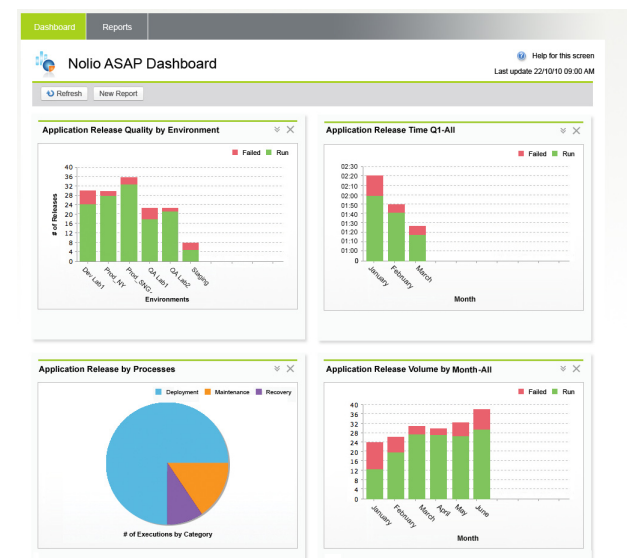 Dashboard Reports
Nolio ASAP Dashboard
Help for this screen
Last update 22/10/10 09:00 AM
Refresh New Report
Application Release Quality by Environment
Failed Run
40
36
32
28
24
20
16
12
8
4
0
# of Releases
Dev Lab1 Prod_NY Prod_SNG- QA Lab1 QA Lab2 Staging
Environments
Application Release Time Q1-All
Failed Run
02:30
02:20
02:10
02:00
01:50
01:40
01:30
01:20
01:10
01:00
0
January February March
Month
Application Release by Processes
Deployment Maintenance Recovery
# of Executions by Category
Application Release Volume by Month-All
Failed Run
40
36
32
28
24
20
16
12
8
4
0
January February March April May June
Month